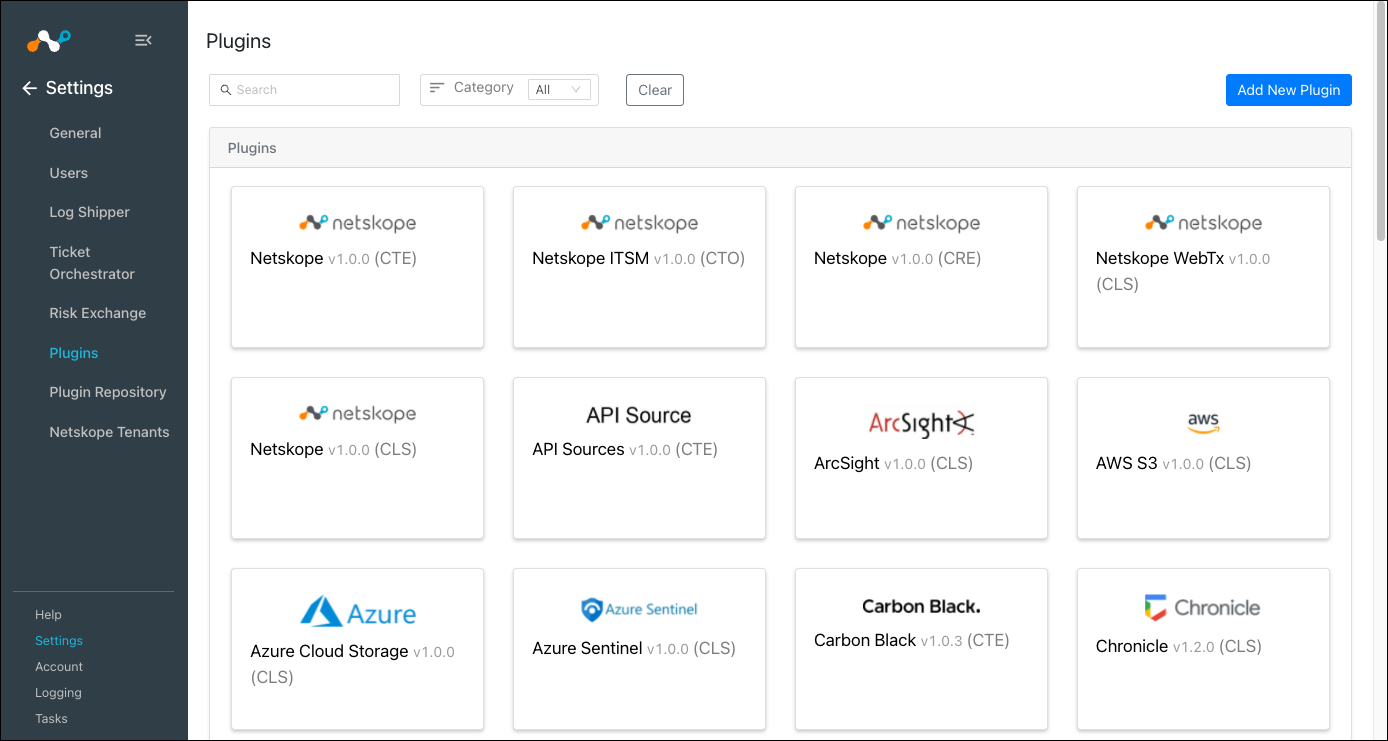 Settings
General
Users
Log Shipper
Ticket
Orchestrator
Risk Exchange
Plugins
Plugin Repository
Netskope Tenants
Help
Settings
Account
Logging
Tasks
Plugins
Search
Category
All
Clear
Add New Plugin
Plugins
netskope
Netskope v1.0.0 (CTE)
netskope
Netskope ITSM v1.0.0 (CTO)
netskope
Netskope v1.0.0 (CRE)
netskope
Netskope WebTx v1.0.0
(CLS)
netskope
Netskope v1.0.0 (CLS)
API Source
API Sources v1.0.0 (CTE)
ArcSight
ArcSight v1.0.0 (CLS)
aws
AWS S3 v1.0.0 (CLS)
Azure
Azure Cloud Storage v1.0.0
(CLS)
Azure Sentinel
Azure Sentinel v1.0.0 (CLS)
Carbon Black.
Carbon Black v1.0.3 (CTE)
Chronicle
Chronicle v1.2.0 (CLS)